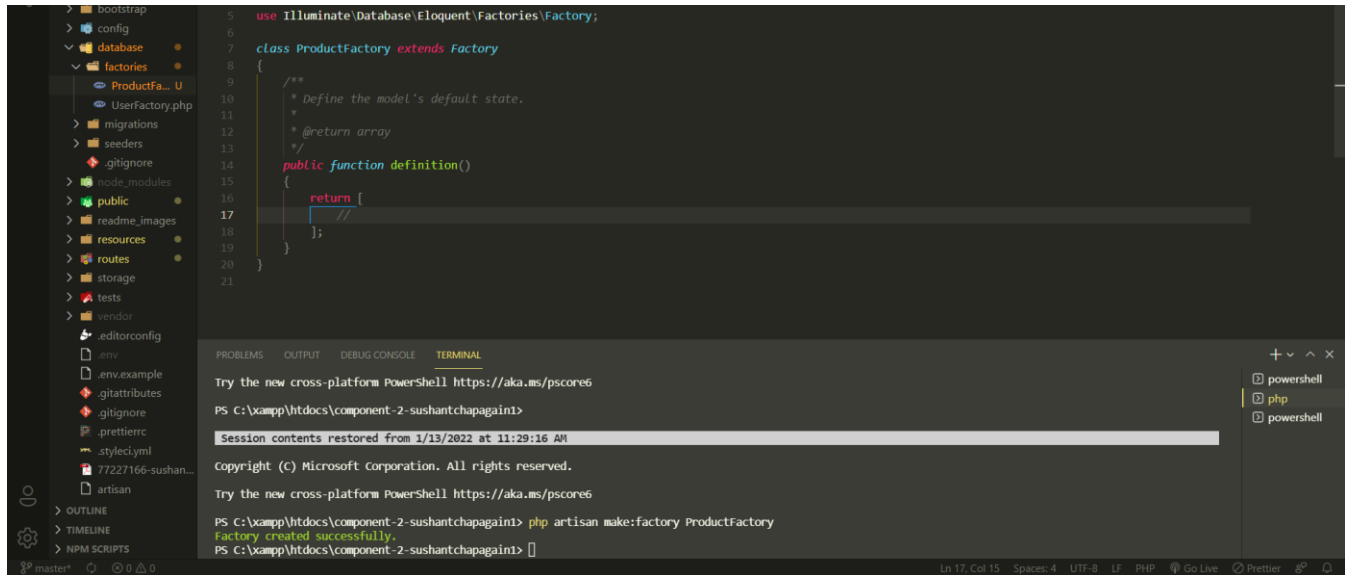 bootstrap
config
database
factories
ProductFa... U
UserFactory.php
migrations
seeders
.gitignore
node_modules
public
readme_images
resources
routes
storage
tests
vendor
.editorconfig
.env
.env.example
.gitattributes
.gitignore
.prettierrc
.styleci.yml
77227166-sushan...
artisan
OUTLINE
TIMELINE
NPM SCRIPTS
5 use Illuminate\Database\Eloquent\Factories\Factory;
6
7 class ProductFactory extends Factory
8 {
9 /**
10 * Define the model's default state.
11 *
12 * @return array
13 */
14 public function definition()
15 {
16 return [
17 //
18 ];
19 }
20 }
21
PROBLEMS OUTPUT DEBUG CONSOLE TERMINAL
Try the new cross-platform PowerShell https://aka.ms/pscore6
PS C:\xampp\htdocs\component-2-sushantchapagain1>
Session contents restored from 1/13/2022 at 11:29:16 AM
Copyright (C) Microsoft Corporation. All rights reserved.
Try the new cross-platform PowerShell https://aka.ms/pscore6
PS C:\xampp\htdocs\component-2-sushantchapagain1> php artisan make:factory ProductFactory
Factory created successfully.
PS C:\xampp\htdocs\component-2-sushantchapagain1>
powershell
php
powershell
master* 0 0 Ln 17, Col 15 Spaces: 4 UTF-8 LF PHP Go Live Prettier